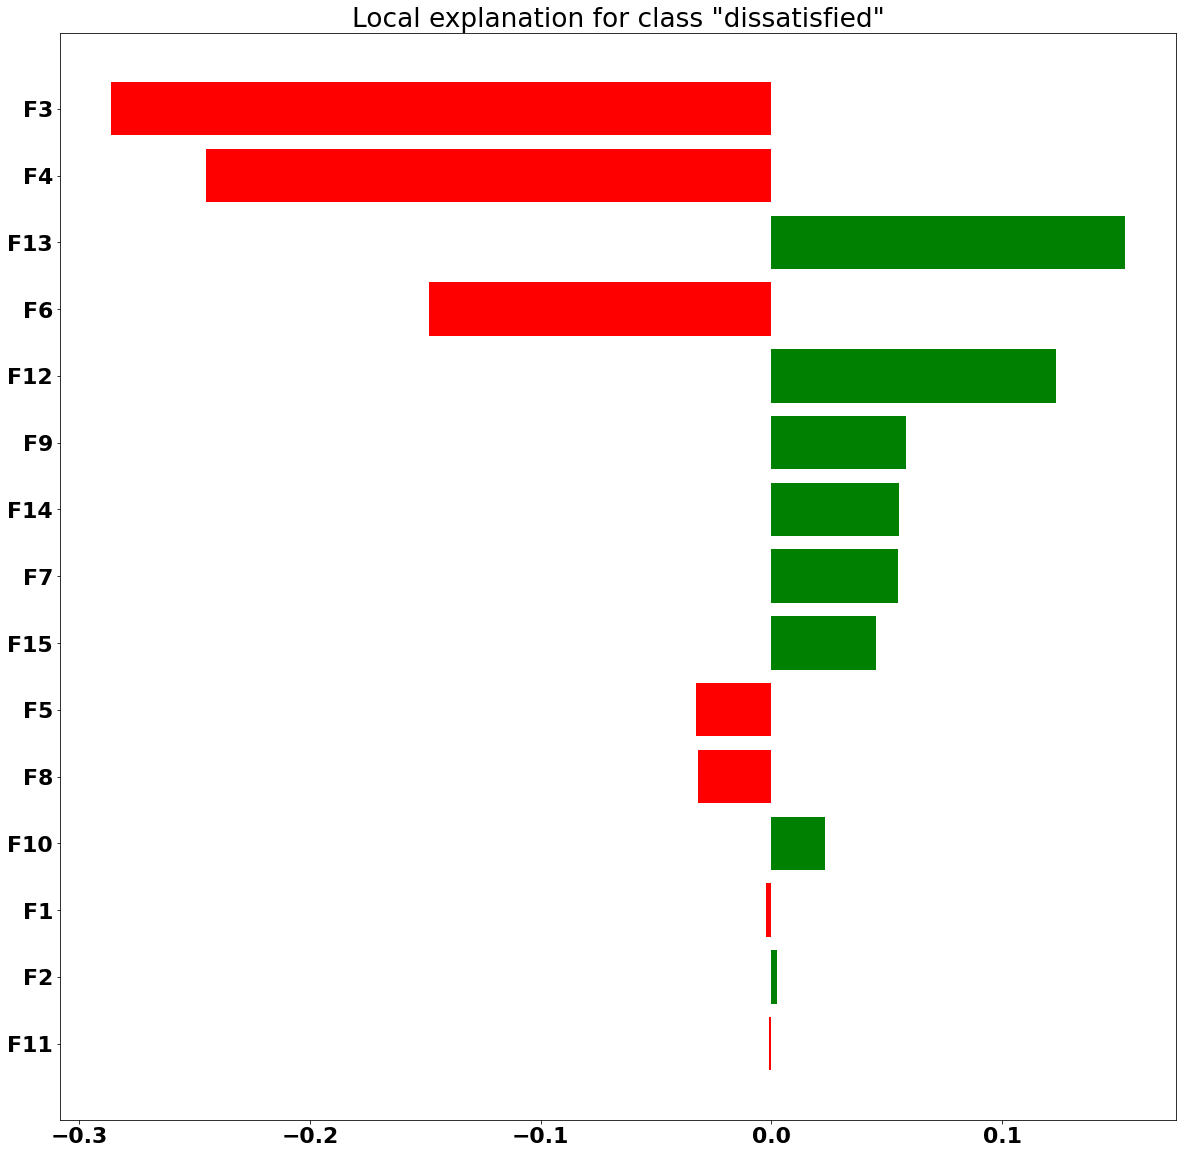 Local explanation for class "dissatisfied"
F3
F4
F13
F6
F12
F9
F14
F7
F15
F5
F8
F10
F1
F2
F11
−0.3 −0.2 −0.1 0.0 0.1